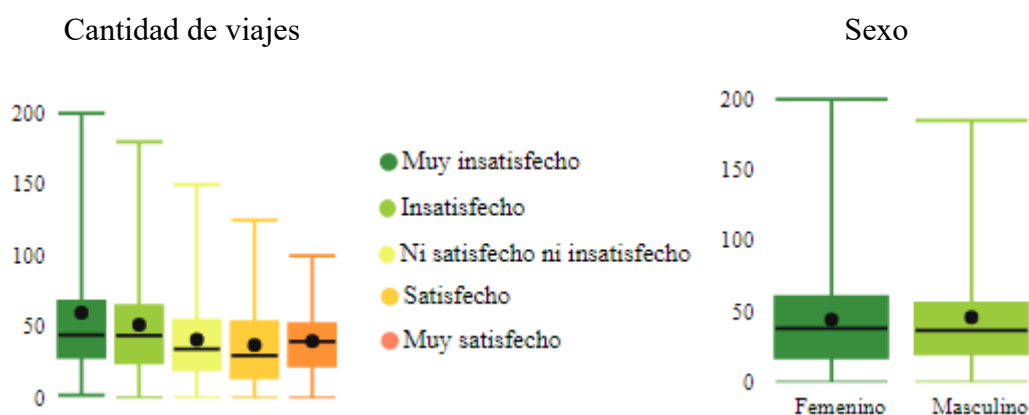 Cantidad de viajes
200
150
100
50
0
Muy insatisfecho
Insatisfecho
Ni satisfecho ni insatisfecho
Satisfecho
Muy satisfecho
Sexo
200
150
100
50
0
Femenino Masculino